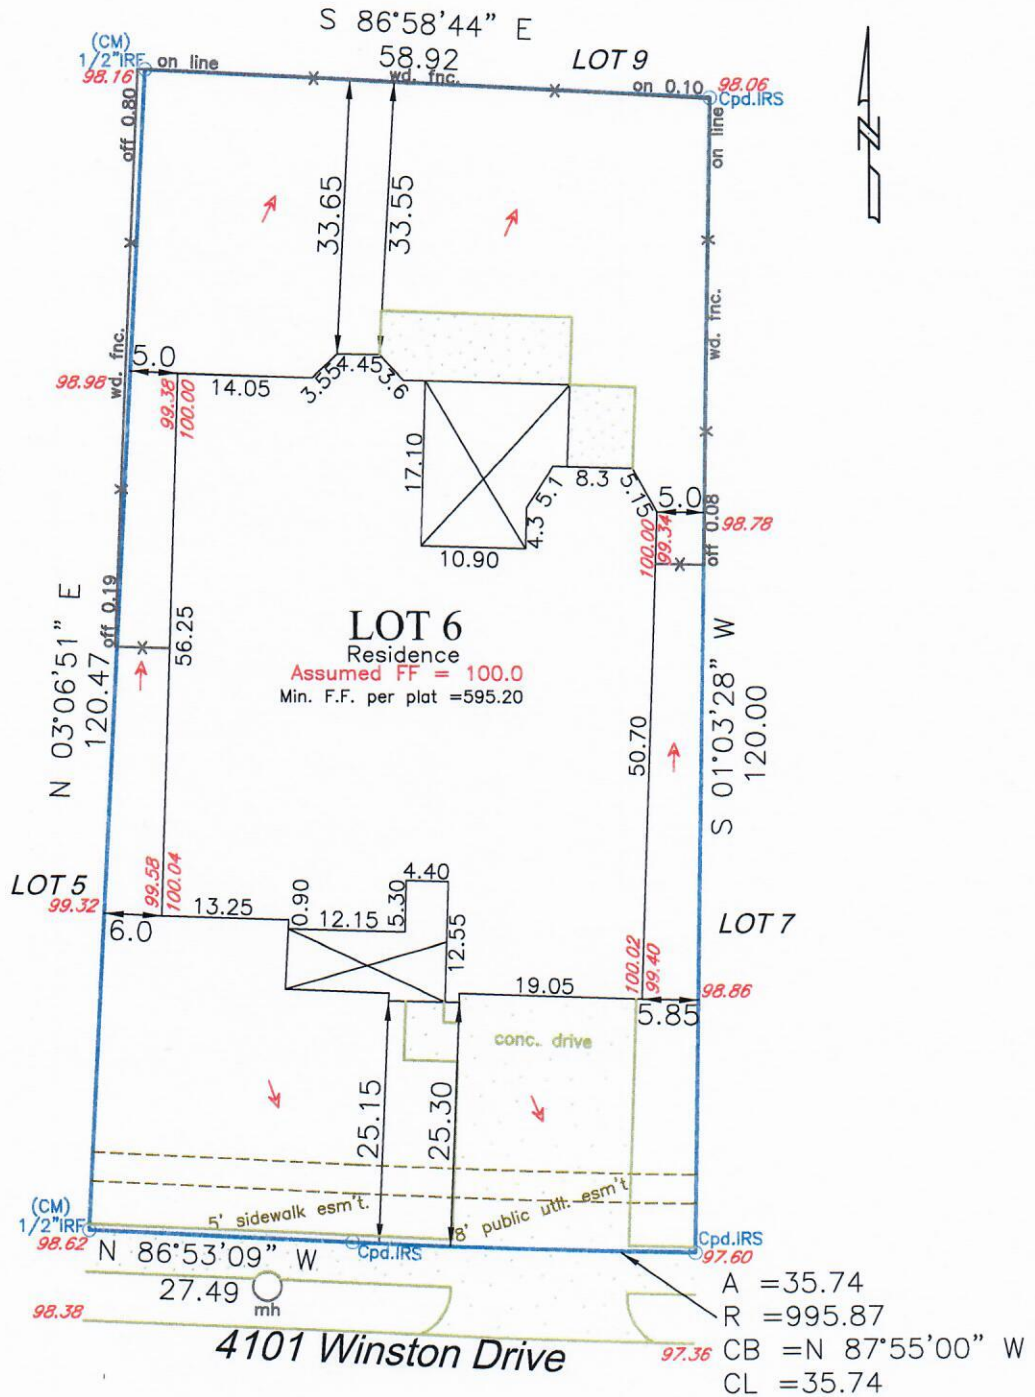 S 86°58'44" E
58.92
LOT 9
(CM)
1/2"IRF
98.16
on line
wd. fnc.
on 0.10
98.06
Cpd.IRS
off 0.80
on line
33.65
33.55
N
wd. fnc.
wd. fnc.
5.0
98.98
14.05
3.55
4.45
3.6
99.38
100.00
17.10
10.90
4.3
5.1
8.3
5.15
5.0
98.78
100.00
99.34
off 0.08
off 0.19
56.25
LOT 6
Residence
Assumed FF = 100.0
Min. F.F. per plat =595.20
N 03°06'51" E
120.47
50.70
S 01°03'28" W
120.00
LOT 5
99.32
99.58
100.04
6.0
13.25
0.90
12.15
5.30
4.40
12.55
LOT 7
100.02
99.40
19.05
98.86
5.85
conc. drive
25.15
25.30
5' sidewalk esm't.
8' public util. esm't
(CM)
1/2"IRF
98.62
N 86°53'09" W
27.49
Cpd.IRS
Cpd.IRS
97.60
mh
98.38
4101 Winston Drive
97.36
A =35.74
R =995.87
CB =N 87°55'00" W
CL =35.74